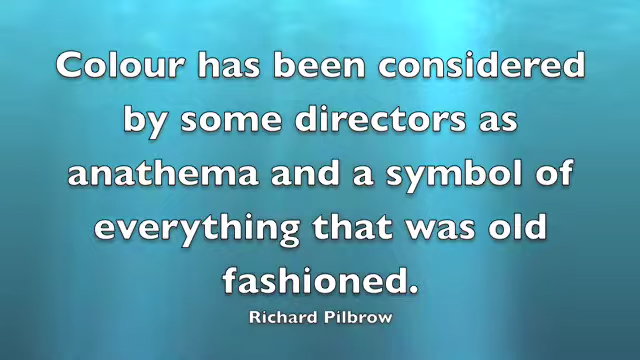 Colour has been considered
by some directors as
anathema and a symbol of
everything that was old
fashioned.
Richard Pilbrow